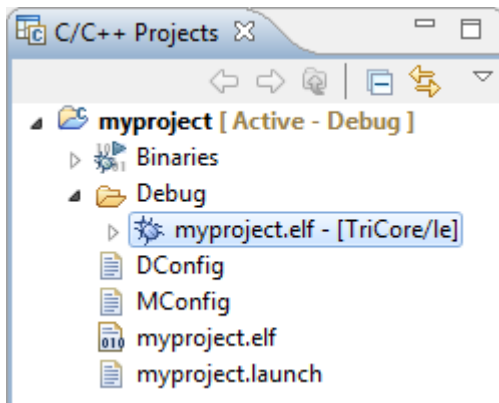 C/C++ Projects
myproject [ Active - Debug ]
Binaries
Debug
myproject.elf - [TriCore/le]
DConfig
MConfig
myproject.elf
myproject.launch